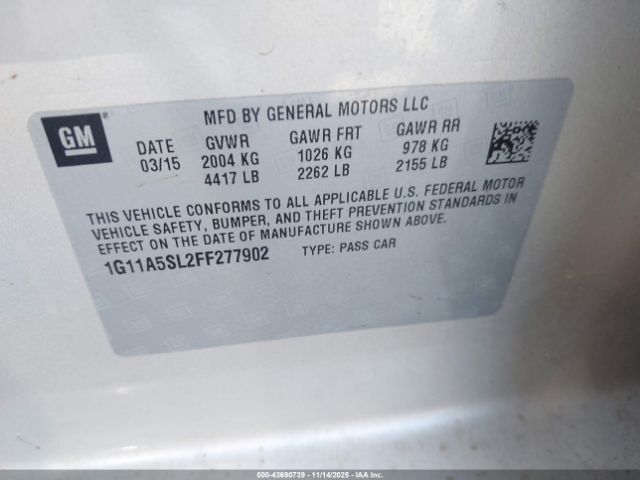 GM
MFD BY GENERAL MOTORS LLC
DATE GVWR GAWR FRT GAWR RR
03/15 2004 KG 1026 KG 978 KG
4417 LB 2262 LB 2155 LB
THIS VEHICLE CONFORMS TO ALL APPLICABLE U.S. FEDERAL MOTOR
VEHICLE SAFETY, BUMPER, AND THEFT PREVENTION STANDARDS IN
EFFECT ON THE DATE OF MANUFACTURE SHOWN ABOVE.
1G11A5SL2FF277902 TYPE: PASS CAR
000-43690739 - 11/14/2025 - IAAI.COM